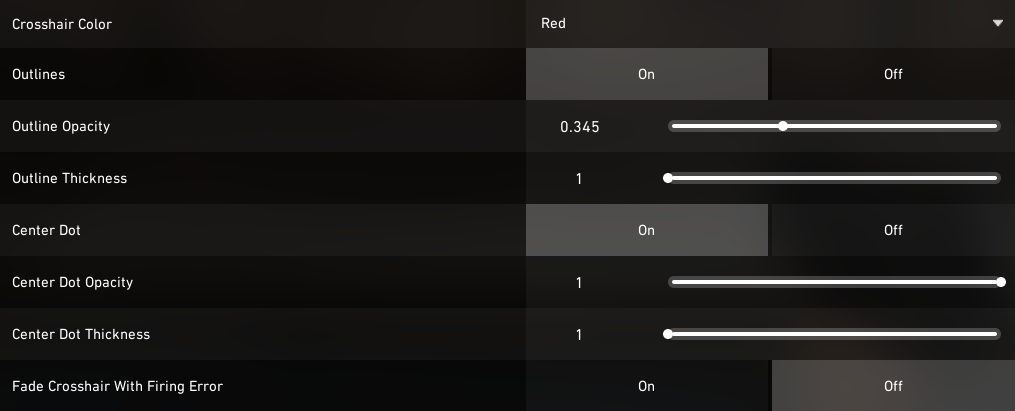 Crosshair Color Red
Outlines On Off
Outline Opacity 0.345
Outline Thickness 1
Center Dot On Off
Center Dot Opacity 1
Center Dot Thickness 1
Fade Crosshair With Firing Error On Off